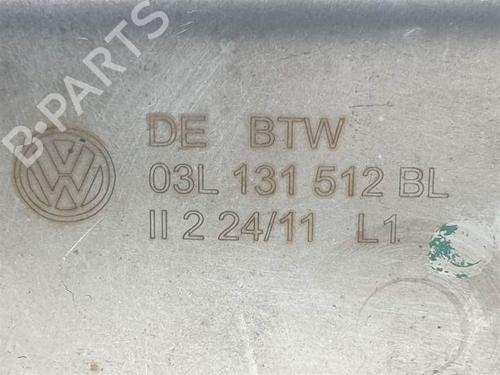 B-PARTS
DE BTW
03L 131 512 BL
II 2 24/11 L1